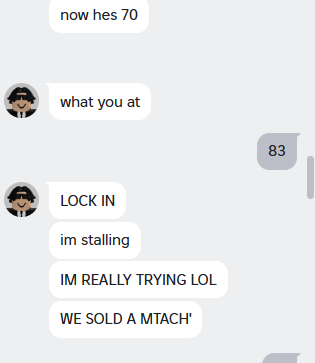 now hes 70
what you at
83
LOCK IN
im stalling
IM REALLY TRYING LOL
WE SOLD A MTACH'